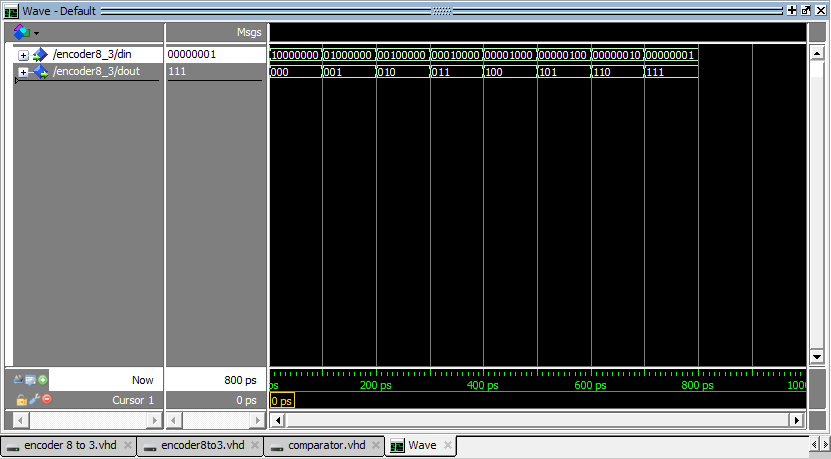 Wave - Default
Msgs
/encoder8_3/din 00000001 10000000 01000000 00100000 00010000 00001000 00000100 00000010 00000001
/encoder8_3/dout 111 000 001 010 011 100 101 110 111
Now 800 ps ps 200 ps 400 ps 600 ps 800 ps 1000
Cursor 1 0 ps 0 ps
encoder 8 to 3.vhd encoder8to3.vhd comparator.vhd Wave